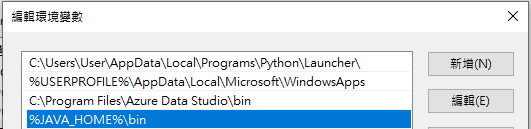 編輯環境變數
C:\Users\User\AppData\Local\Programs\Python\Launcher\
%USERPROFILE%\AppData\Local\Microsoft\WindowsApps
C:\Program Files\Azure Data Studio\bin
%JAVA_HOME%\bin
新增(N)
編輯(E)